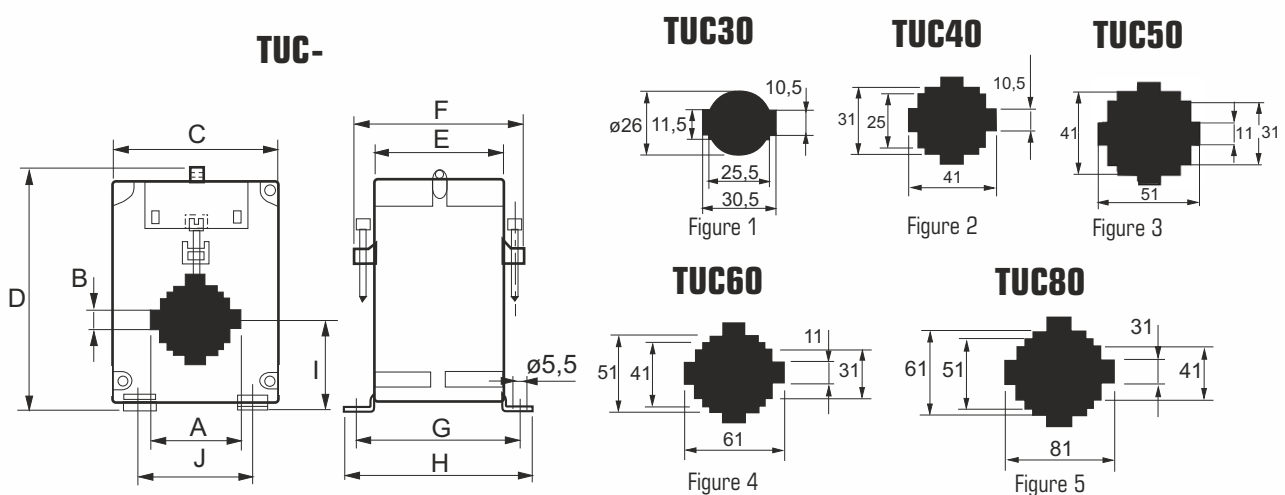 TUC-
C
D
B
A
J
I
F
E
ø5,5
G
H
TUC30
ø26
11,5
10,5
25,5
30,5
Figure 1
TUC40
31
25
10,5
41
Figure 2
TUC50
41
11
31
51
Figure 3
TUC60
51
41
11
31
61
Figure 4
TUC80
61
51
31
41
81
Figure 5